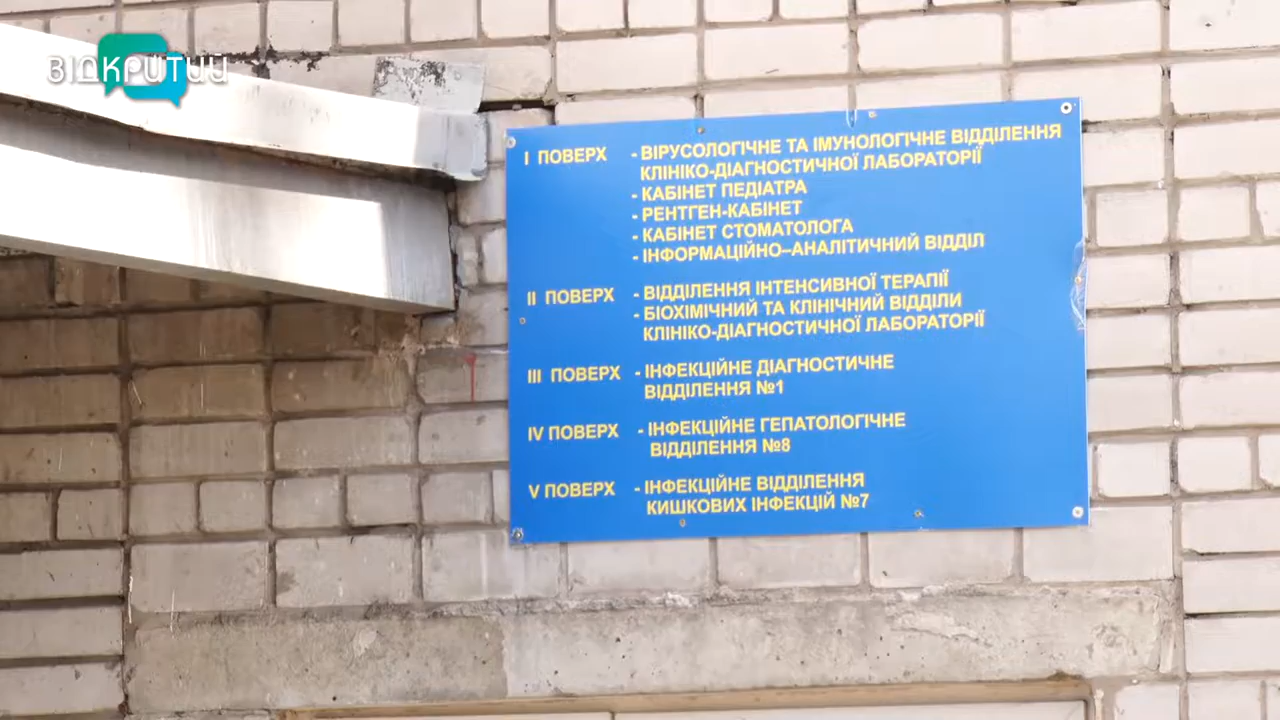 ВІДКРИТИЙ
I ПОВЕРХ - ВІРУСОЛОГІЧНЕ ТА ІМУНОЛОГІЧНЕ ВІДДІЛЕННЯ
КЛІНІКО-ДІАГНОСТИЧНОЇ ЛАБОРАТОРІЇ
- КАБІНЕТ ПЕДІАТРА
- РЕНТГЕН-КАБІНЕТ
- КАБІНЕТ СТОМАТОЛОГА
- ІНФОРМАЦІЙНО–АНАЛІТИЧНИЙ ВІДДІЛ
II ПОВЕРХ - ВІДДІЛЕННЯ ІНТЕНСИВНОЇ ТЕРАПІЇ
- БІОХІМІЧНИЙ ТА КЛІНІЧНИЙ ВІДДІЛИ
КЛІНІКО-ДІАГНОСТИЧНОЇ ЛАБОРАТОРІЇ
III ПОВЕРХ - ІНФЕКЦІЙНЕ ДІАГНОСТИЧНЕ
ВІДДІЛЕННЯ №1
IV ПОВЕРХ - ІНФЕКЦІЙНЕ ГЕПАТОЛОГІЧНЕ
ВІДДІЛЕННЯ №8
V ПОВЕРХ - ІНФЕКЦІЙНЕ ВІДДІЛЕННЯ
КИШКОВИХ ІНФЕКЦІЙ №7